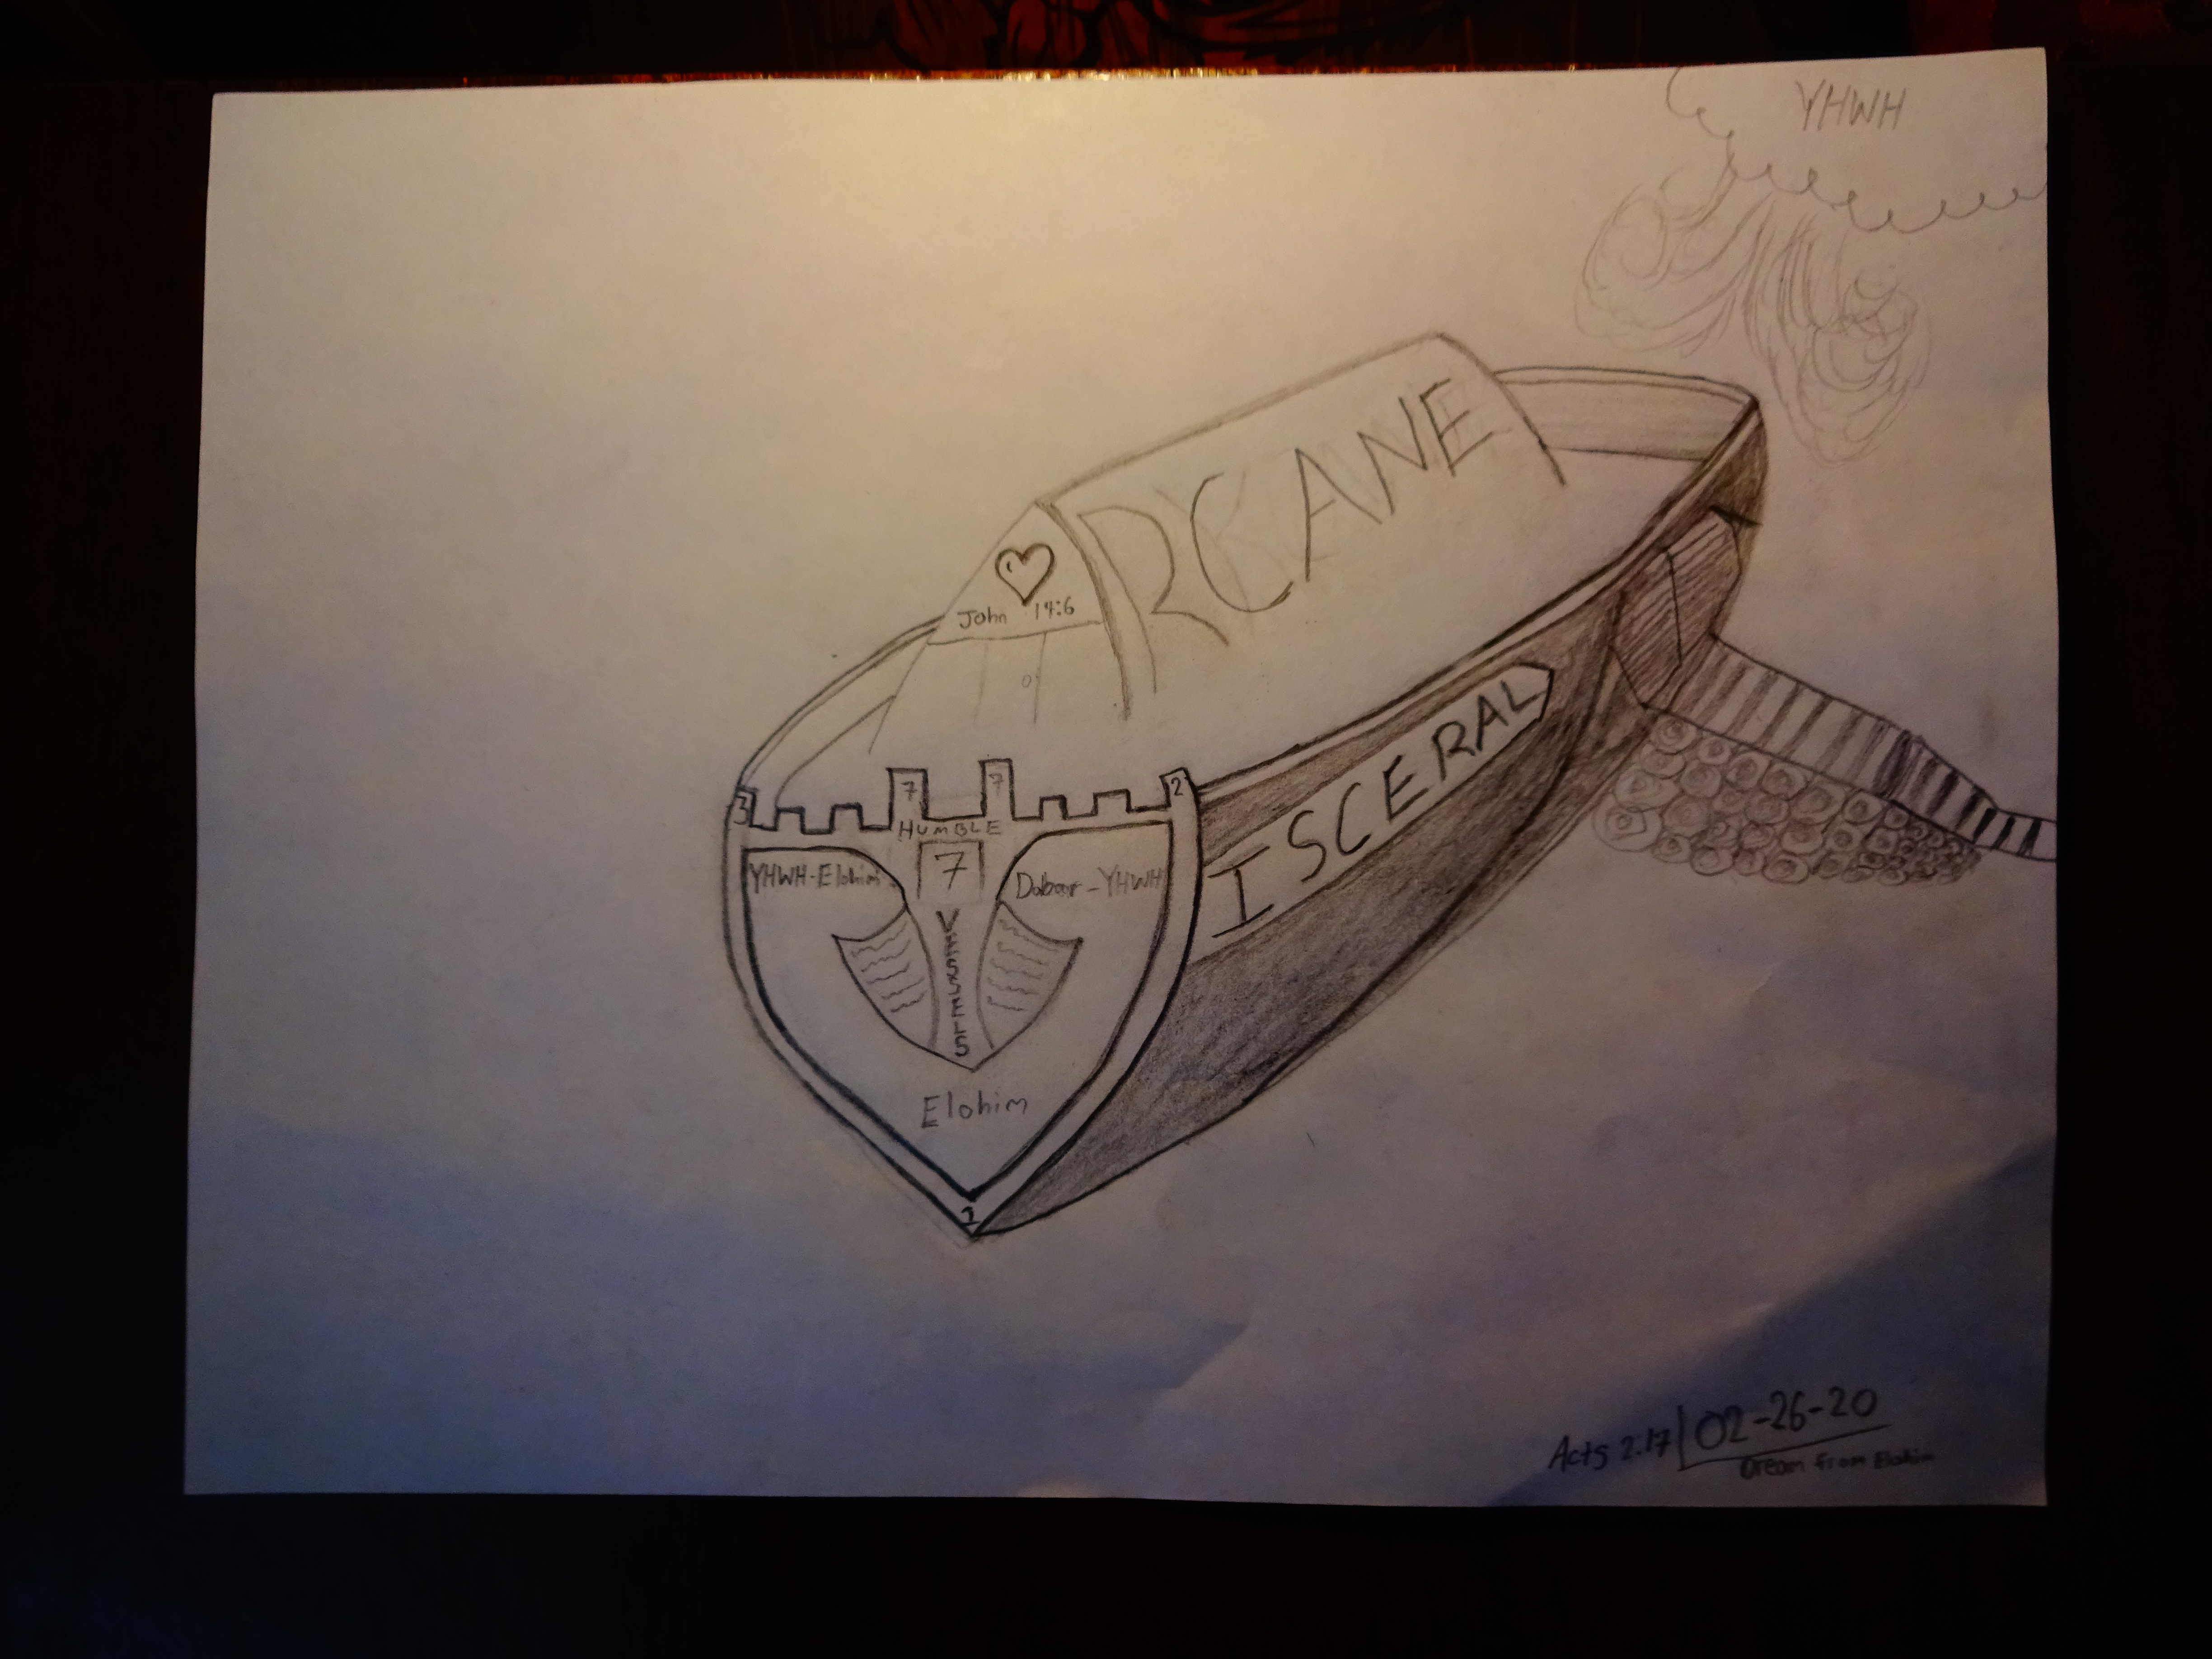 YHWH
RCANE
John 14:6
ISCERAL
3
7
7
2
HUMBLE
YHWH-Elohim
7
Dabar-YHWH
VESSELS
Elohim
1
Acts 2:17
02-26-20
Dream from Elohim